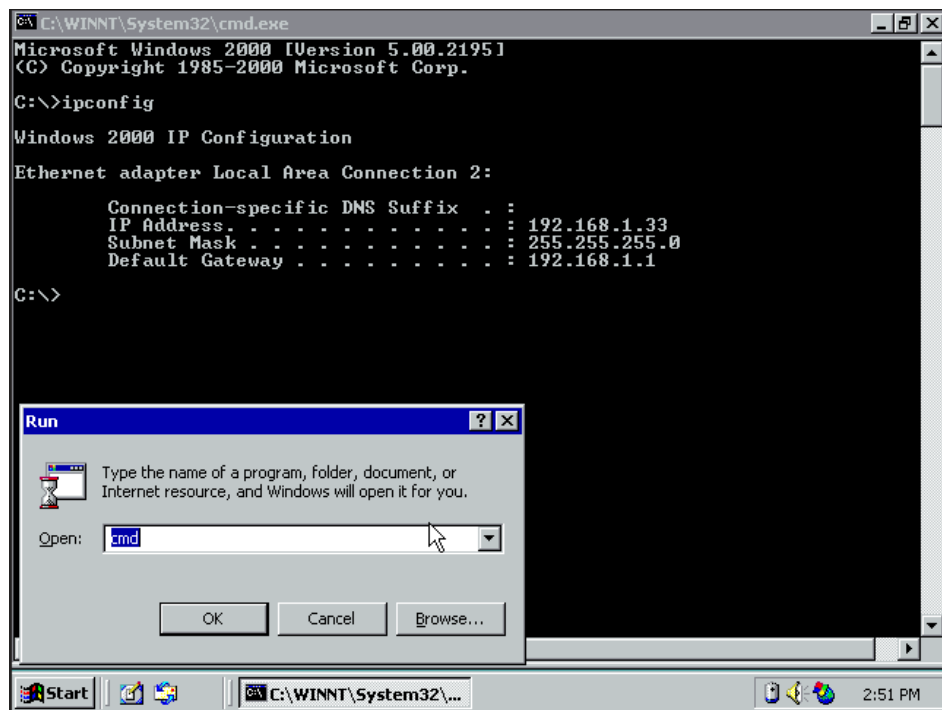 C:\WINNT\System32\cmd.exe
Microsoft Windows 2000 [Version 5.00.2195]
(C) Copyright 1985-2000 Microsoft Corp.
C:\>ipconfig
Windows 2000 IP Configuration
Ethernet adapter Local Area Connection 2:
Connection-specific DNS Suffix . :
IP Address. . . . . . . . . . . . : 192.168.1.33
Subnet Mask . . . . . . . . . . . : 255.255.255.0
Default Gateway . . . . . . . . . : 192.168.1.1
C:\>
Run
Type the name of a program, folder, document, or
Internet resource, and Windows will open it for you.
Open: cmd
OK Cancel Browse...
Start C:\WINNT\System32\... 2:51 PM